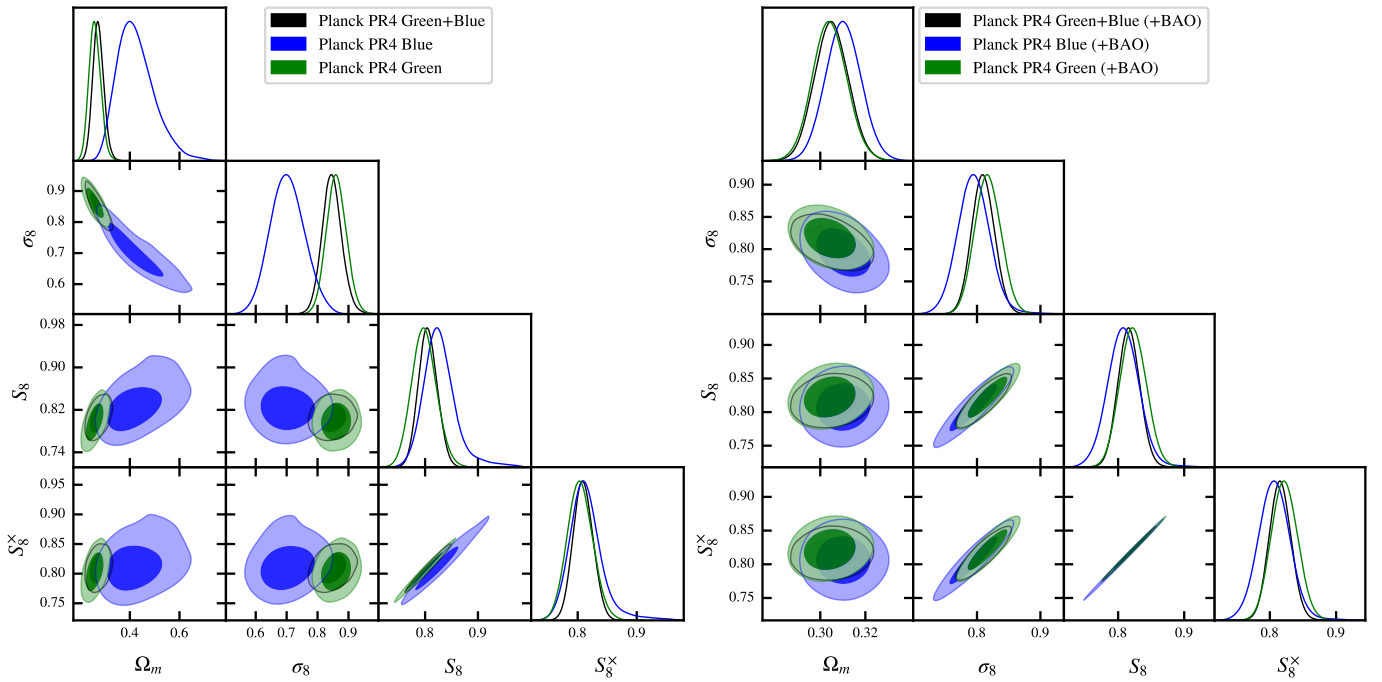 Planck PR4 Green+Blue
Planck PR4 Blue
Planck PR4 Green
0.9
0.8
0.7
0.6
σ₈
0.98
0.90
0.82
0.74
S₈
0.95
0.90
0.85
0.80
0.75
S₈^×
0.4 0.6
0.6 0.7 0.8 0.9
0.8 0.9
0.8 0.9
Ωₘ σ₈ S₈ S₈^×
Planck PR4 Green+Blue (+BAO)
Planck PR4 Blue (+BAO)
Planck PR4 Green (+BAO)
0.90
0.85
0.80
0.75
σ₈
0.90
0.85
0.80
0.75
S₈
0.90
0.85
0.80
0.75
S₈^×
0.30 0.32
0.8 0.9
0.8 0.9
0.8 0.9
Ωₘ σ₈ S₈ S₈^×